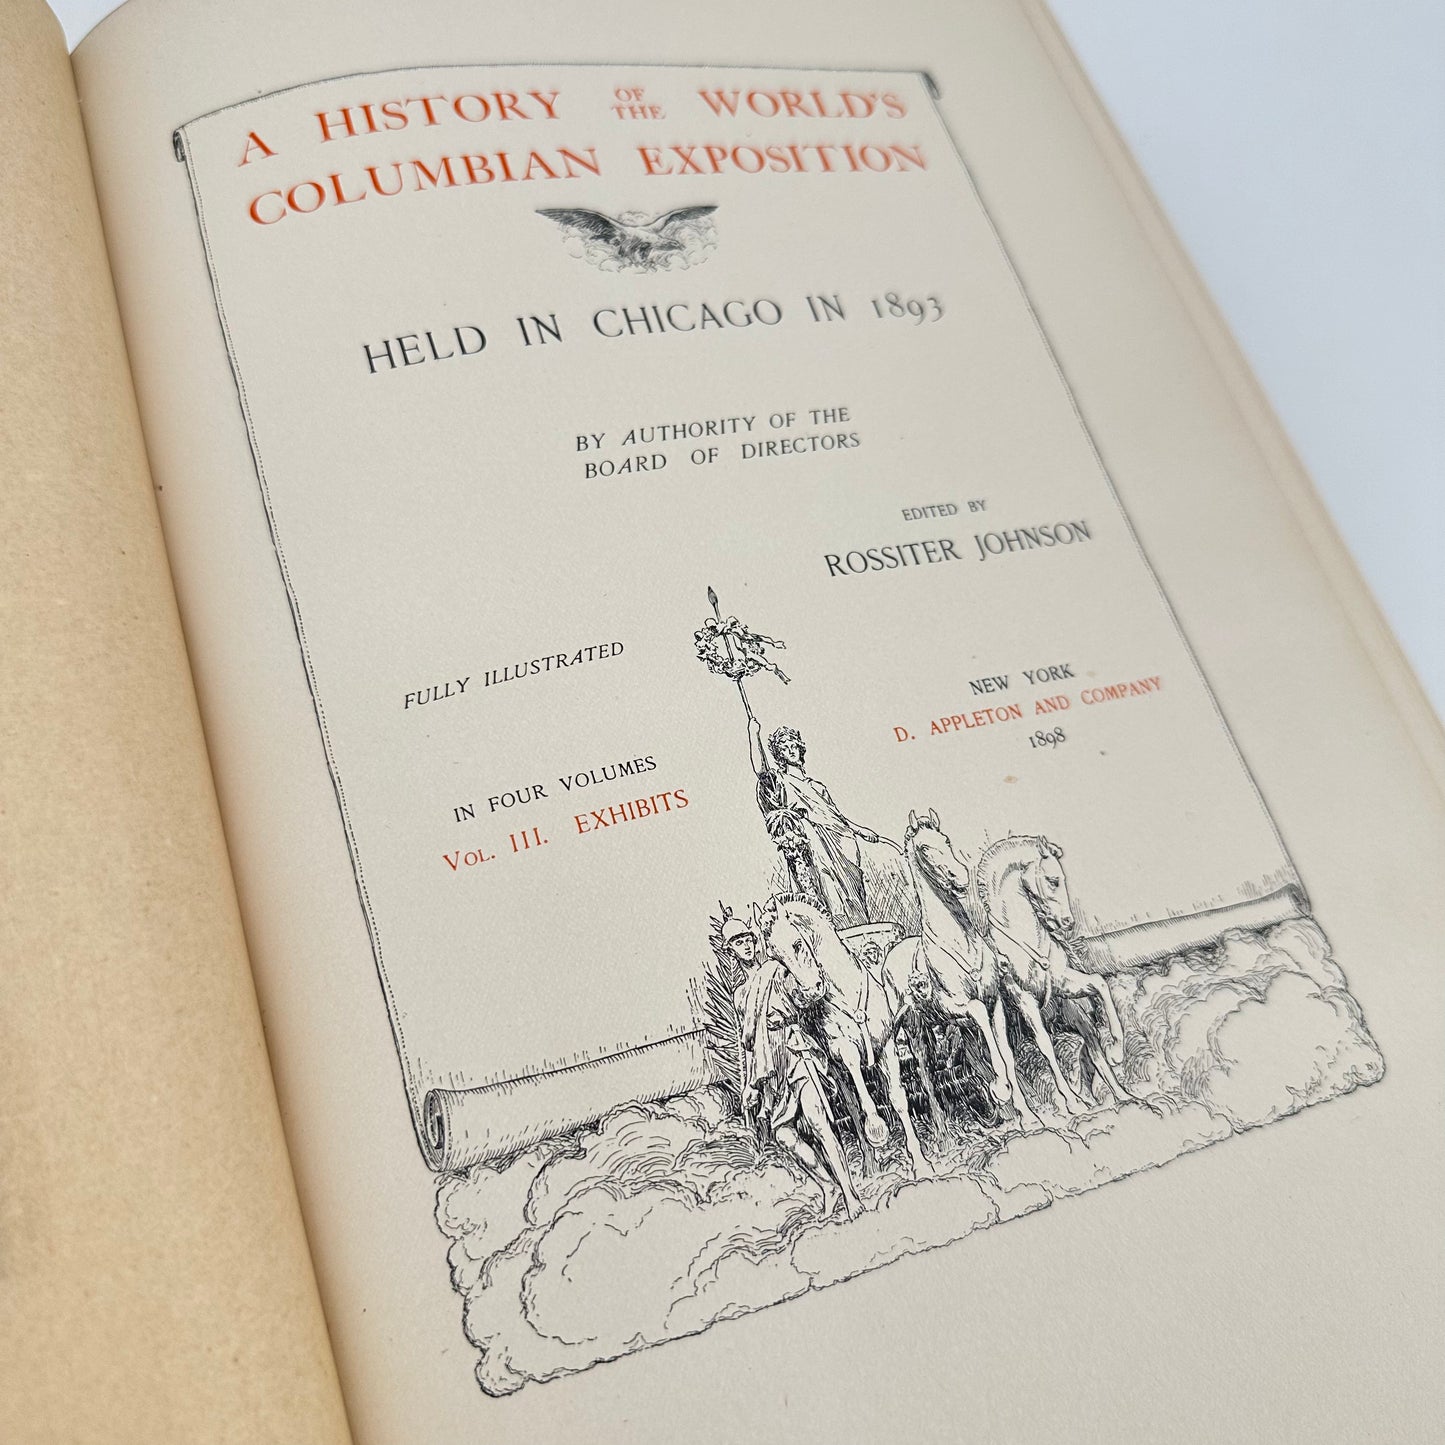 A HISTORY OF THE WORLD'S
COLUMBIAN EXPOSITION
HELD IN CHICAGO IN 1893
BY AUTHORITY OF THE
BOARD OF DIRECTORS
EDITED BY
ROSSITER JOHNSON
FULLY ILLUSTRATED
NEW YORK
D. APPLETON AND COMPANY
1898
IN FOUR VOLUMES
VOL. III. EXHIBITS